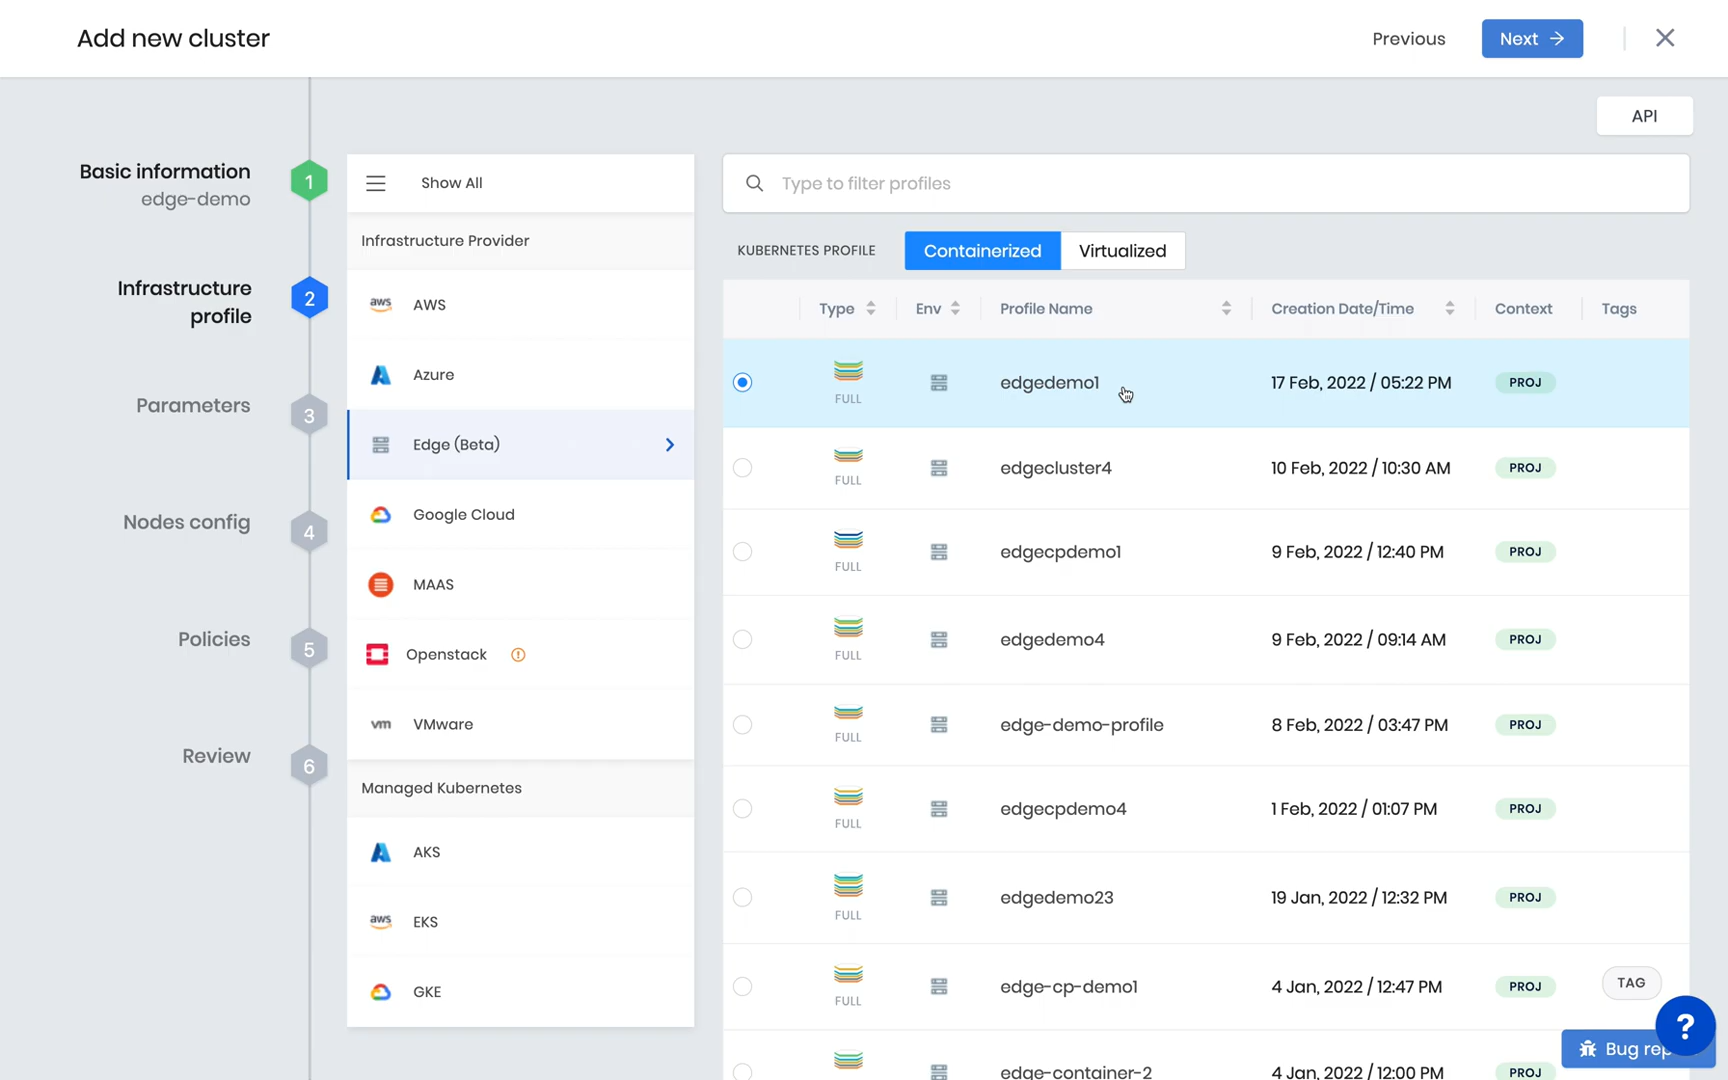 Add new cluster
Previous
Next
API
Basic information
edge-demo
1
Infrastructure
profile
2
Parameters
3
Nodes config
4
Policies
5
Review
6
Show All
Infrastructure Provider
aws AWS
Azure
Edge (Beta)
Google Cloud
MAAS
Openstack
vm VMware
Managed Kubernetes
AKS
aws EKS
GKE
Type to filter profiles
KUBERNETES PROFILE Containerized Virtualized
Type Env Profile Name Creation Date/Time Context Tags
FULL edgedemo1 17 Feb, 2022 / 05:22 PM PROJ
FULL edgecluster4 10 Feb, 2022 / 10:30 AM PROJ
FULL edgecpdemo1 9 Feb, 2022 / 12:40 PM PROJ
FULL edgedemo4 9 Feb, 2022 / 09:14 AM PROJ
FULL edge-demo-profile 8 Feb, 2022 / 03:47 PM PROJ
FULL edgecpdemo4 1 Feb, 2022 / 01:07 PM PROJ
FULL edgedemo23 19 Jan, 2022 / 12:32 PM PROJ
FULL edge-cp-demo1 4 Jan, 2022 / 12:47 PM PROJ TAG
edge-container-2 4 Jan, 2022 / 12:00 PM PROJ
?
Bug rep